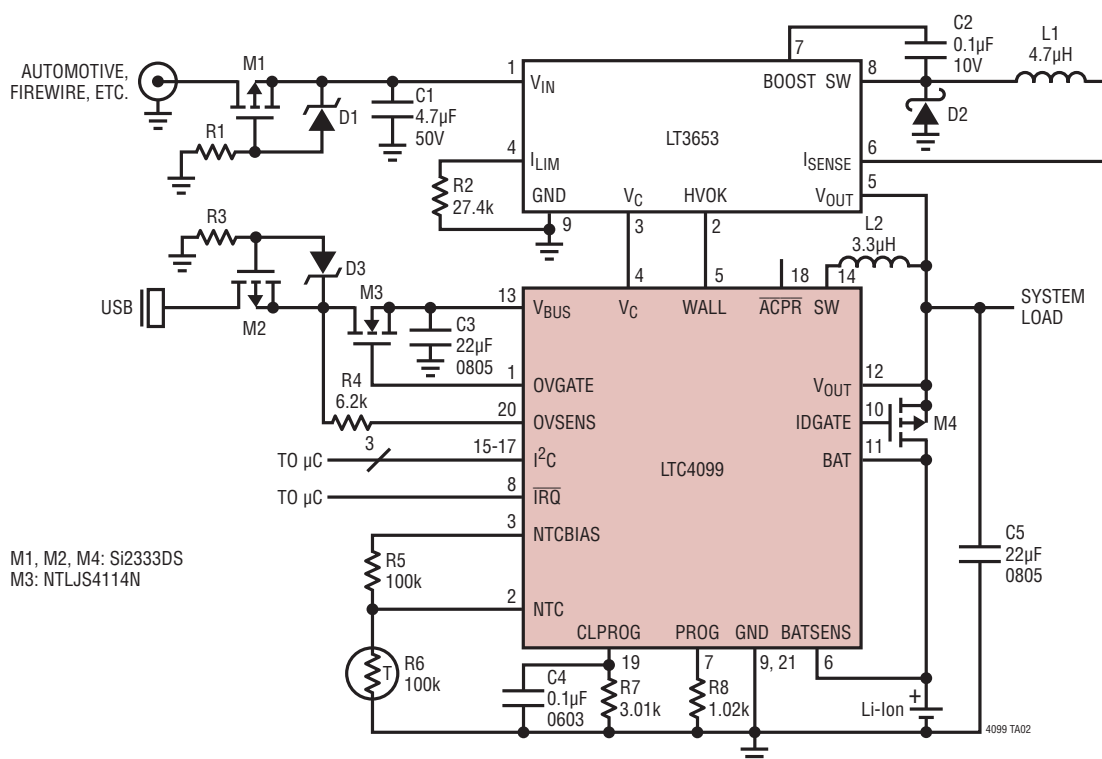 AUTOMOTIVE,
FIREWIRE, ETC.
M1
R1
D1
C1
4.7µF
50V
1
VIN
4
ILIM
R2
27.4k
GND
9
VC
3
HVOK
2
LT3653
7
BOOST
SW
8
C2
0.1µF
10V
L1
4.7µH
D2
ISENSE
6
VOUT
5
L2
3.3µH
R3
D3
USB
M2
M3
C3
22µF
0805
13
VBUS
4
VC
5
WALL
18
ACPR
14
SW
SYSTEM
LOAD
1
OVGATE
R4
6.2k
20
OVSENS
VOUT
12
IDGATE
10
M4
BAT
11
LTC4099
TO µC
3
15-17
I2C
TO µC
8
IRQ
3
NTCBIAS
M1, M2, M4: Si2333DS
M3: NTLJS4114N
R5
100k
2
NTC
C5
22µF
0805
CLPROG
19
PROG
7
GND
9, 21
BATSENS
6
T
R6
100k
C4
0.1µF
0603
R7
3.01k
R8
1.02k
Li-Ion
+
4099 TA02